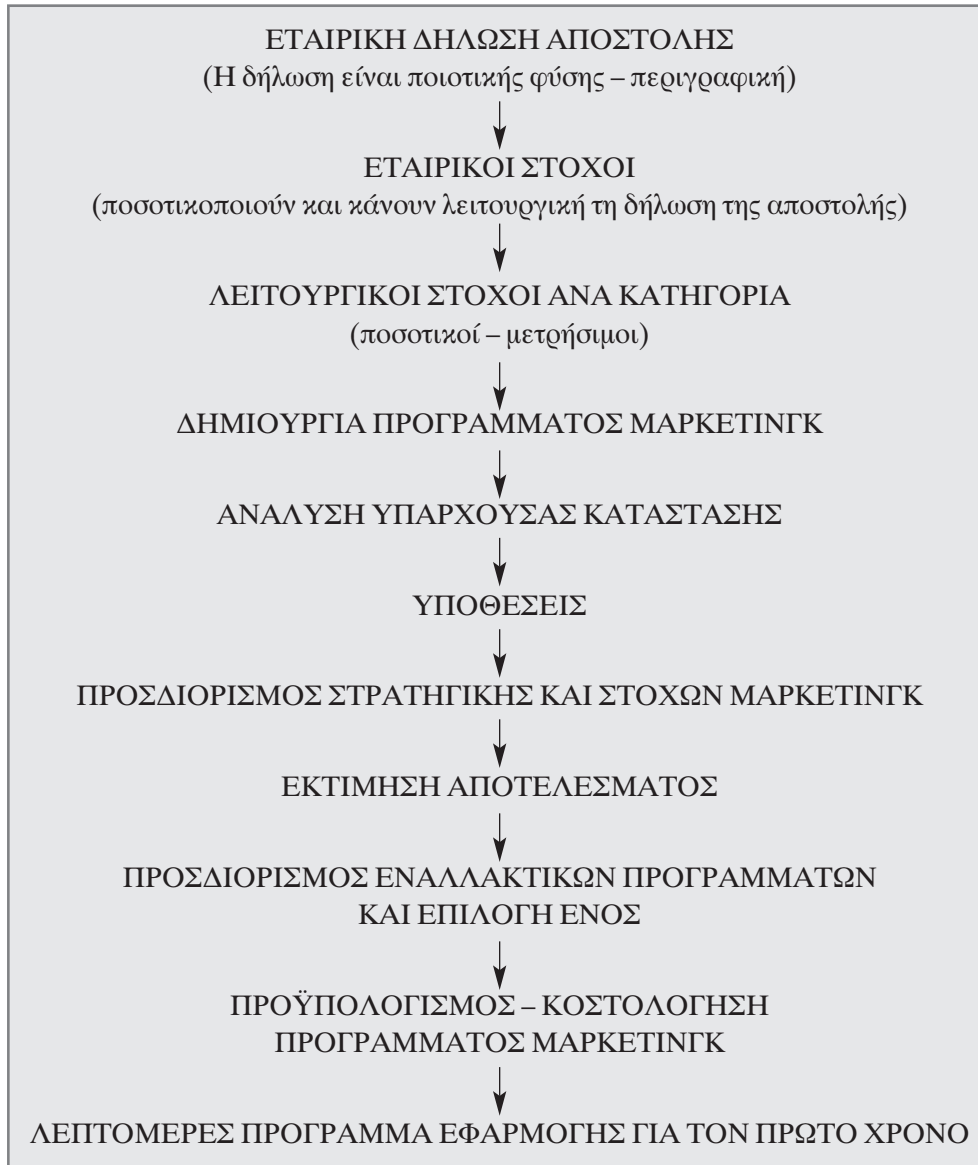 ΕΤΑΙΡΙΚΗ ΔΗΛΩΣΗ ΑΠΟΣΤΟΛΗΣ
(Η δήλωση είναι ποιοτικής φύσης – περιγραφική)
ΕΤΑΙΡΙΚΟΙ ΣΤΟΧΟΙ
(ποσοτικοποιούν και κάνουν λειτουργική τη δήλωση της αποστολής)
ΛΕΙΤΟΥΡΓΙΚΟΙ ΣΤΟΧΟΙ ΑΝΑ ΚΑΤΗΓΟΡΙΑ
(ποσοτικοί – μετρήσιμοι)
ΔΗΜΙΟΥΡΓΙΑ ΠΡΟΓΡΑΜΜΑΤΟΣ ΜΑΡΚΕΤΙΝΓΚ
ΑΝΑΛΥΣΗ ΥΠΑΡΧΟΥΣΑΣ ΚΑΤΑΣΤΑΣΗΣ
ΥΠΟΘΕΣΕΙΣ
ΠΡΟΣΔΙΟΡΙΣΜΟΣ ΣΤΡΑΤΗΓΙΚΗΣ ΚΑΙ ΣΤΟΧΩΝ ΜΑΡΚΕΤΙΝΓΚ
ΕΚΤΙΜΗΣΗ ΑΠΟΤΕΛΕΣΜΑΤΟΣ
ΠΡΟΣΔΙΟΡΙΣΜΟΣ ΕΝΑΛΛΑΚΤΙΚΩΝ ΠΡΟΓΡΑΜΜΑΤΩΝ
ΚΑΙ ΕΠΙΛΟΓΗ ΕΝΟΣ
ΠΡΟΫΠΟΛΟΓΙΣΜΟΣ – ΚΟΣΤΟΛΟΓΗΣΗ
ΠΡΟΓΡΑΜΜΑΤΟΣ ΜΑΡΚΕΤΙΝΓΚ
ΛΕΠΤΟΜΕΡΕΣ ΠΡΟΓΡΑΜΜΑ ΕΦΑΡΜΟΓΗΣ ΓΙΑ ΤΟΝ ΠΡΩΤΟ ΧΡΟΝΟ